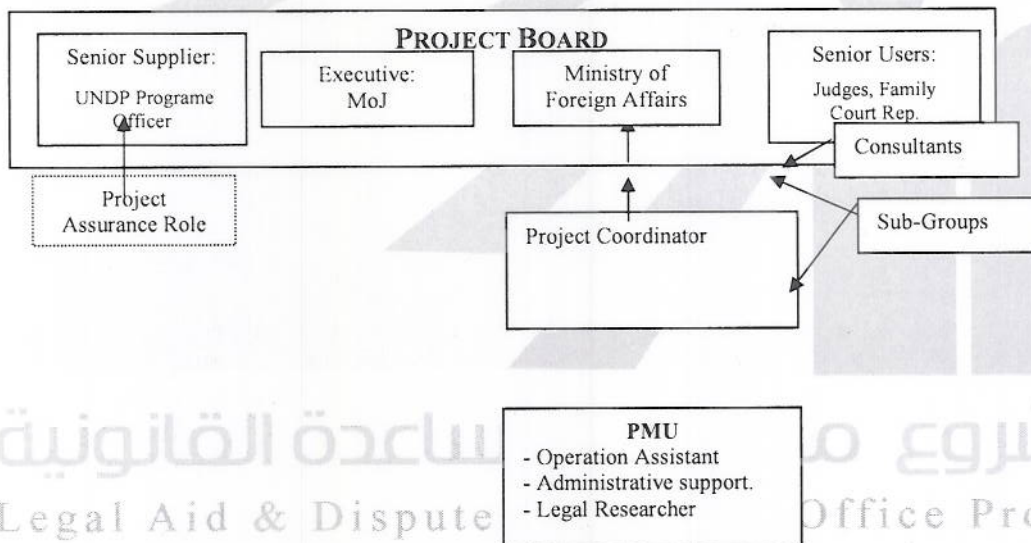 PROJECT BOARD
Senior Supplier:
UNDP Programe
Officer
Executive:
MoJ
Ministry of
Foreign Affairs
Senior Users:
Judges, Family
Court Rep.
Consultants
Project
Assurance Role
Project Coordinator
Sub-Groups
PMU
- Operation Assistant
- Administrative support.
- Legal Researcher
ساعدة القانونية
Legal Aid & Dispute
Office